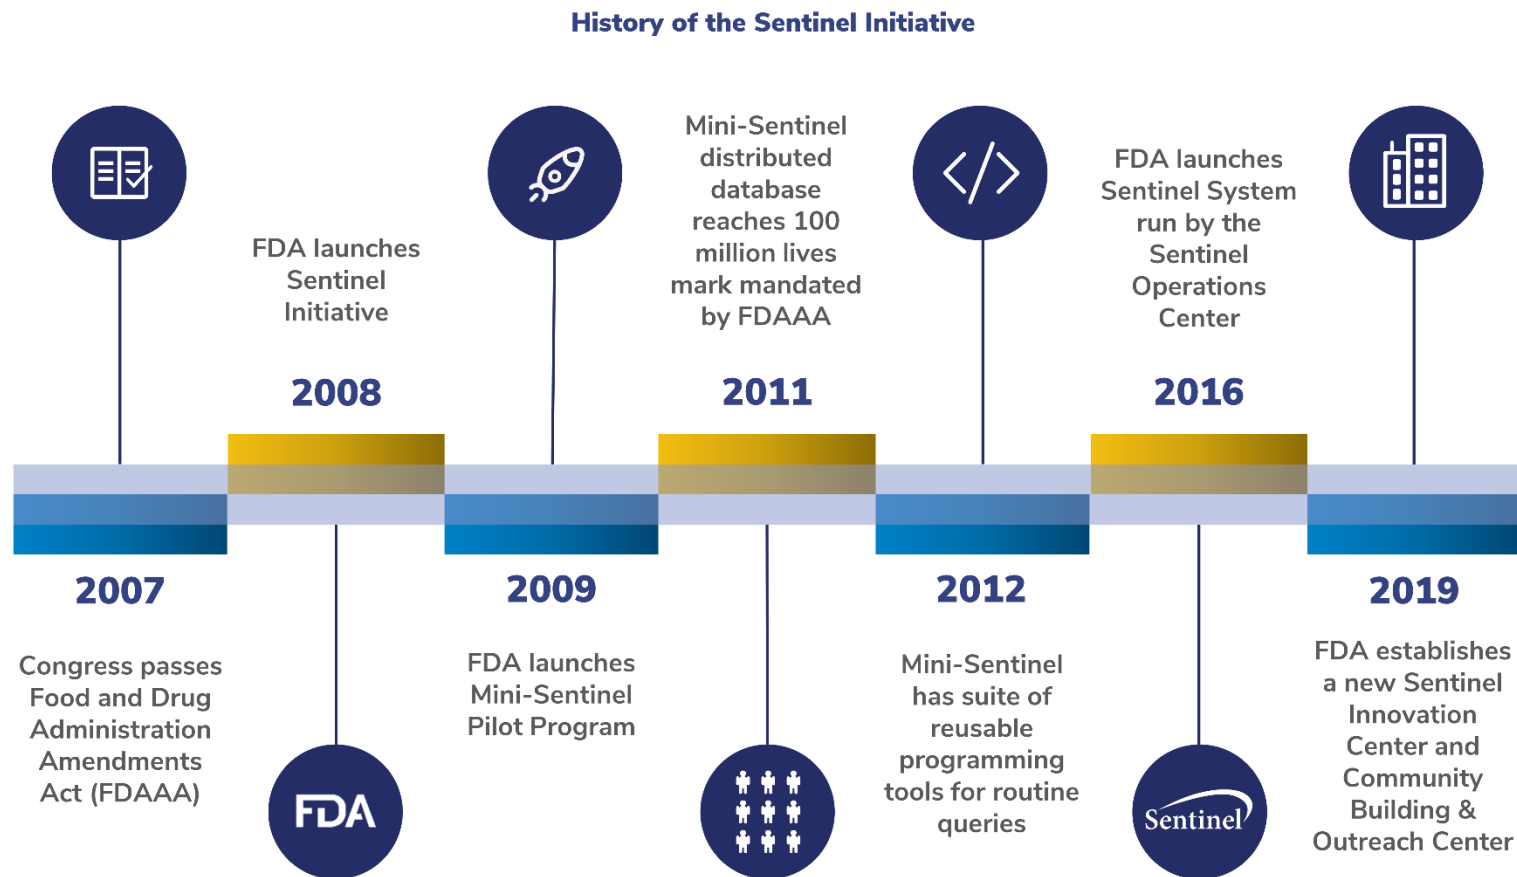 History of the Sentinel Initiative
2007
Congress passes
Food and Drug
Administration
Amendments
Act (FDAAA)
FDA launches
Sentinel
Initiative
2008
FDA
2009
FDA launches
Mini-Sentinel
Pilot Program
Mini-Sentinel
distributed
database
reaches 100
million lives
mark mandated
by FDAAA
2011
</>
2012
Mini-Sentinel
has suite of
reusable
programming
tools for routine
queries
FDA launches
Sentinel System
run by the
Sentinel
Operations
Center
2016
Sentinel
2019
FDA establishes
a new Sentinel
Innovation
Center and
Community
Building &
Outreach Center